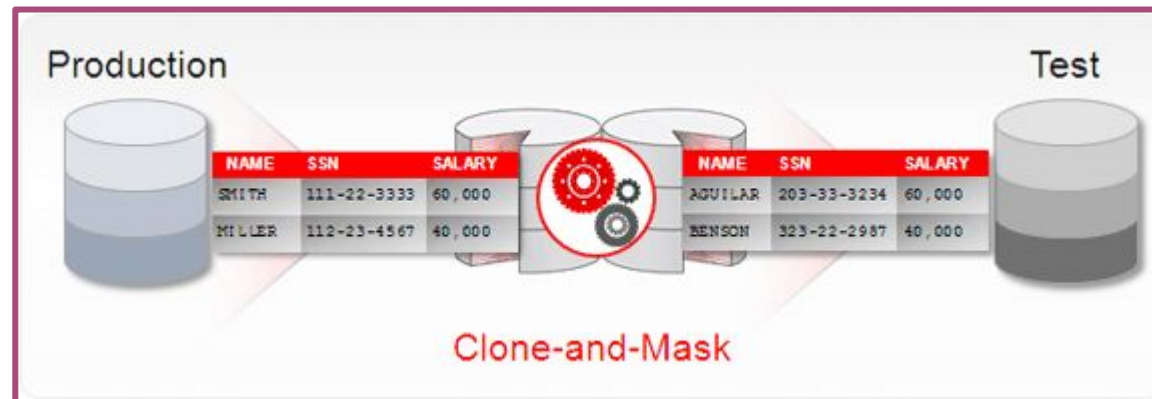 Production
Test
NAME SSN SALARY
SMITH 111-22-3333 60,000
MILLER 112-23-4567 40,000
NAME SSN SALARY
AGUILAR 203-33-3234 60,000
BENSON 323-22-2987 40,000
Clone-and-Mask